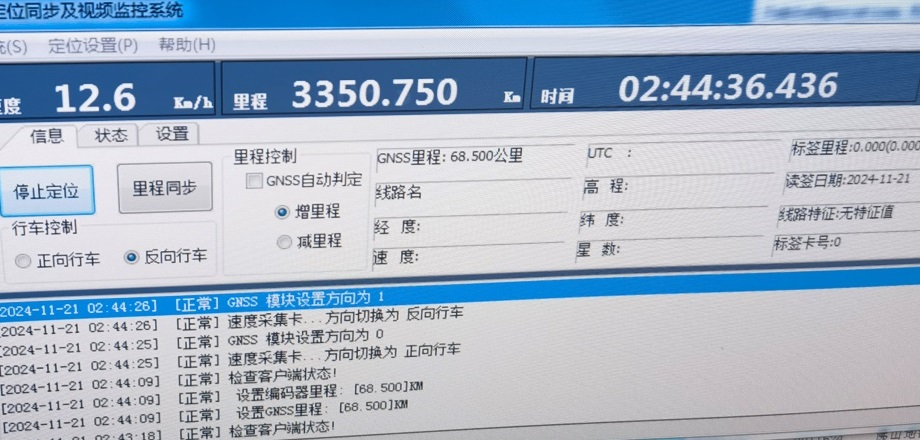 定位同步及视频监控系统
(S) 定位设置(P) 帮助(H)
速度 12.6 Km/h 里程 3350.750 Km 时间 02:44:36.436
信息 状态 设置
停止定位 里程同步
行车控制
正向行车 反向行车
里程控制
GNSS自动判定
增里程
减里程
GNSS里程: 68.500公里 UTC : 标签里程:0.000(0.000
线路名 高 程: 读签日期:2024-11-21
经 度: 纬 度: 线路特征:无特征值
速 度: 星 数: 标签卡号:0
2024-11-21 02:44:26] [正常] GNSS 模块设置方向为 1
[2024-11-21 02:44:26] [正常] 速度采集卡...方向切换为 反向行车
[2024-11-21 02:44:25] [正常] GNSS 模块设置方向为 0
[2024-11-21 02:44:25] [正常] 速度采集卡...方向切换为 正向行车
[2024-11-21 02:44:09] [正常] 检查客户端状态!
[2024-11-21 02:44:09] [正常] 设置编码器里程: [68.500]KM
[2024-11-21 02:44:09] [正常] 设置GNSS里程: [68.500]KM
[2024-11-21 02:43:18] [正常] 检查客户端状态!